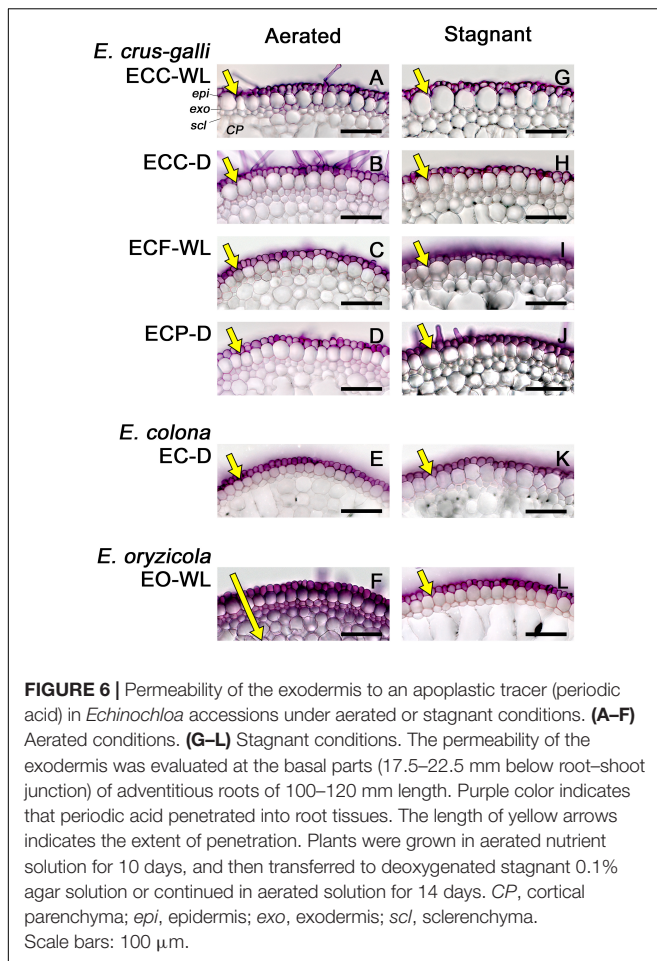 Aerated Stagnant
E. crus-galli
ECC-WL A G
epi
exo
scl
CP
ECC-D B H
ECF-WL C I
ECP-D D J
E. colona
EC-D E K
E. oryzicola
EO-WL F L
FIGURE 6 | Permeability of the exodermis to an apoplastic tracer (periodic
acid) in Echinochloa accessions under aerated or stagnant conditions. (A–F)
Aerated conditions. (G–L) Stagnant conditions. The permeability of the
exodermis was evaluated at the basal parts (17.5–22.5 mm below root–shoot
junction) of adventitious roots of 100–120 mm length. Purple color indicates
that periodic acid penetrated into root tissues. The length of yellow arrows
indicates the extent of penetration. Plants were grown in aerated nutrient
solution for 10 days, and then transferred to deoxygenated stagnant 0.1%
agar solution or continued in aerated solution for 14 days. CP, cortical
parenchyma; epi, epidermis; exo, exodermis; scl, sclerenchyma.
Scale bars: 100 μm.